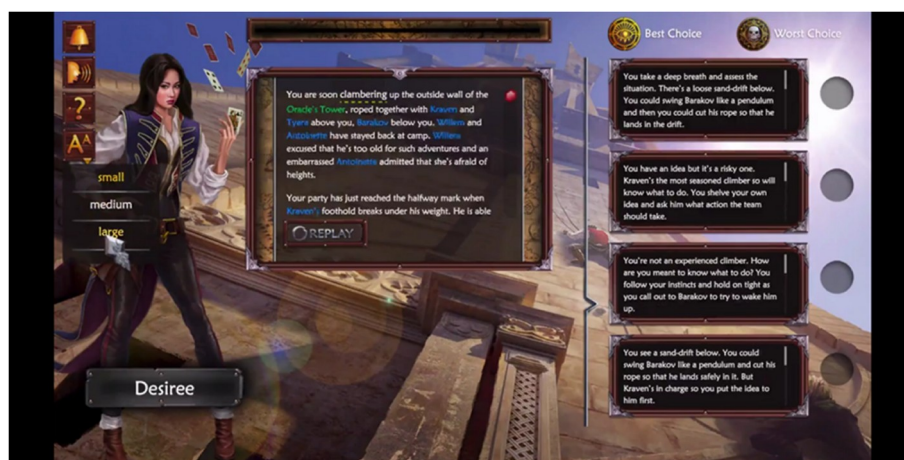 Best Choice
Worst Choice
You are soon clambering up the outside wall of the
Oracle's Tower, roped together with Kraven and
Tyere above you, Barakov below you. Willem and
Antoinette have stayed back at camp. Willem
excused that he's too old for such adventures and an
embarrassed Antoinette admitted that she's afraid of
heights.
Your party has just reached the halfway mark when
Kraven's foothold breaks under his weight. He is able
REPLAY
?
AA
small
medium
large
Desiree
You take a deep breath and assess the
situation. There's a loose sand-drift below.
You could swing Barakov like a pendulum
and then you could cut his rope so that he
lands in the drift.
You have an idea but it's a risky one.
Kraven's the most seasoned climber so will
know what to do. You shelve your own
idea and ask him what action the team
should take.
You're not an experienced climber. How
are you meant to know what to do? You
follow your instincts and hold on tight as
you call out to Barakov to try to wake him
up.
You see a sand-drift below. You could
swing Barakov like a pendulum and cut his
rope so that he lands safely in it. But
Kraven's in charge so you put the idea to
him first.